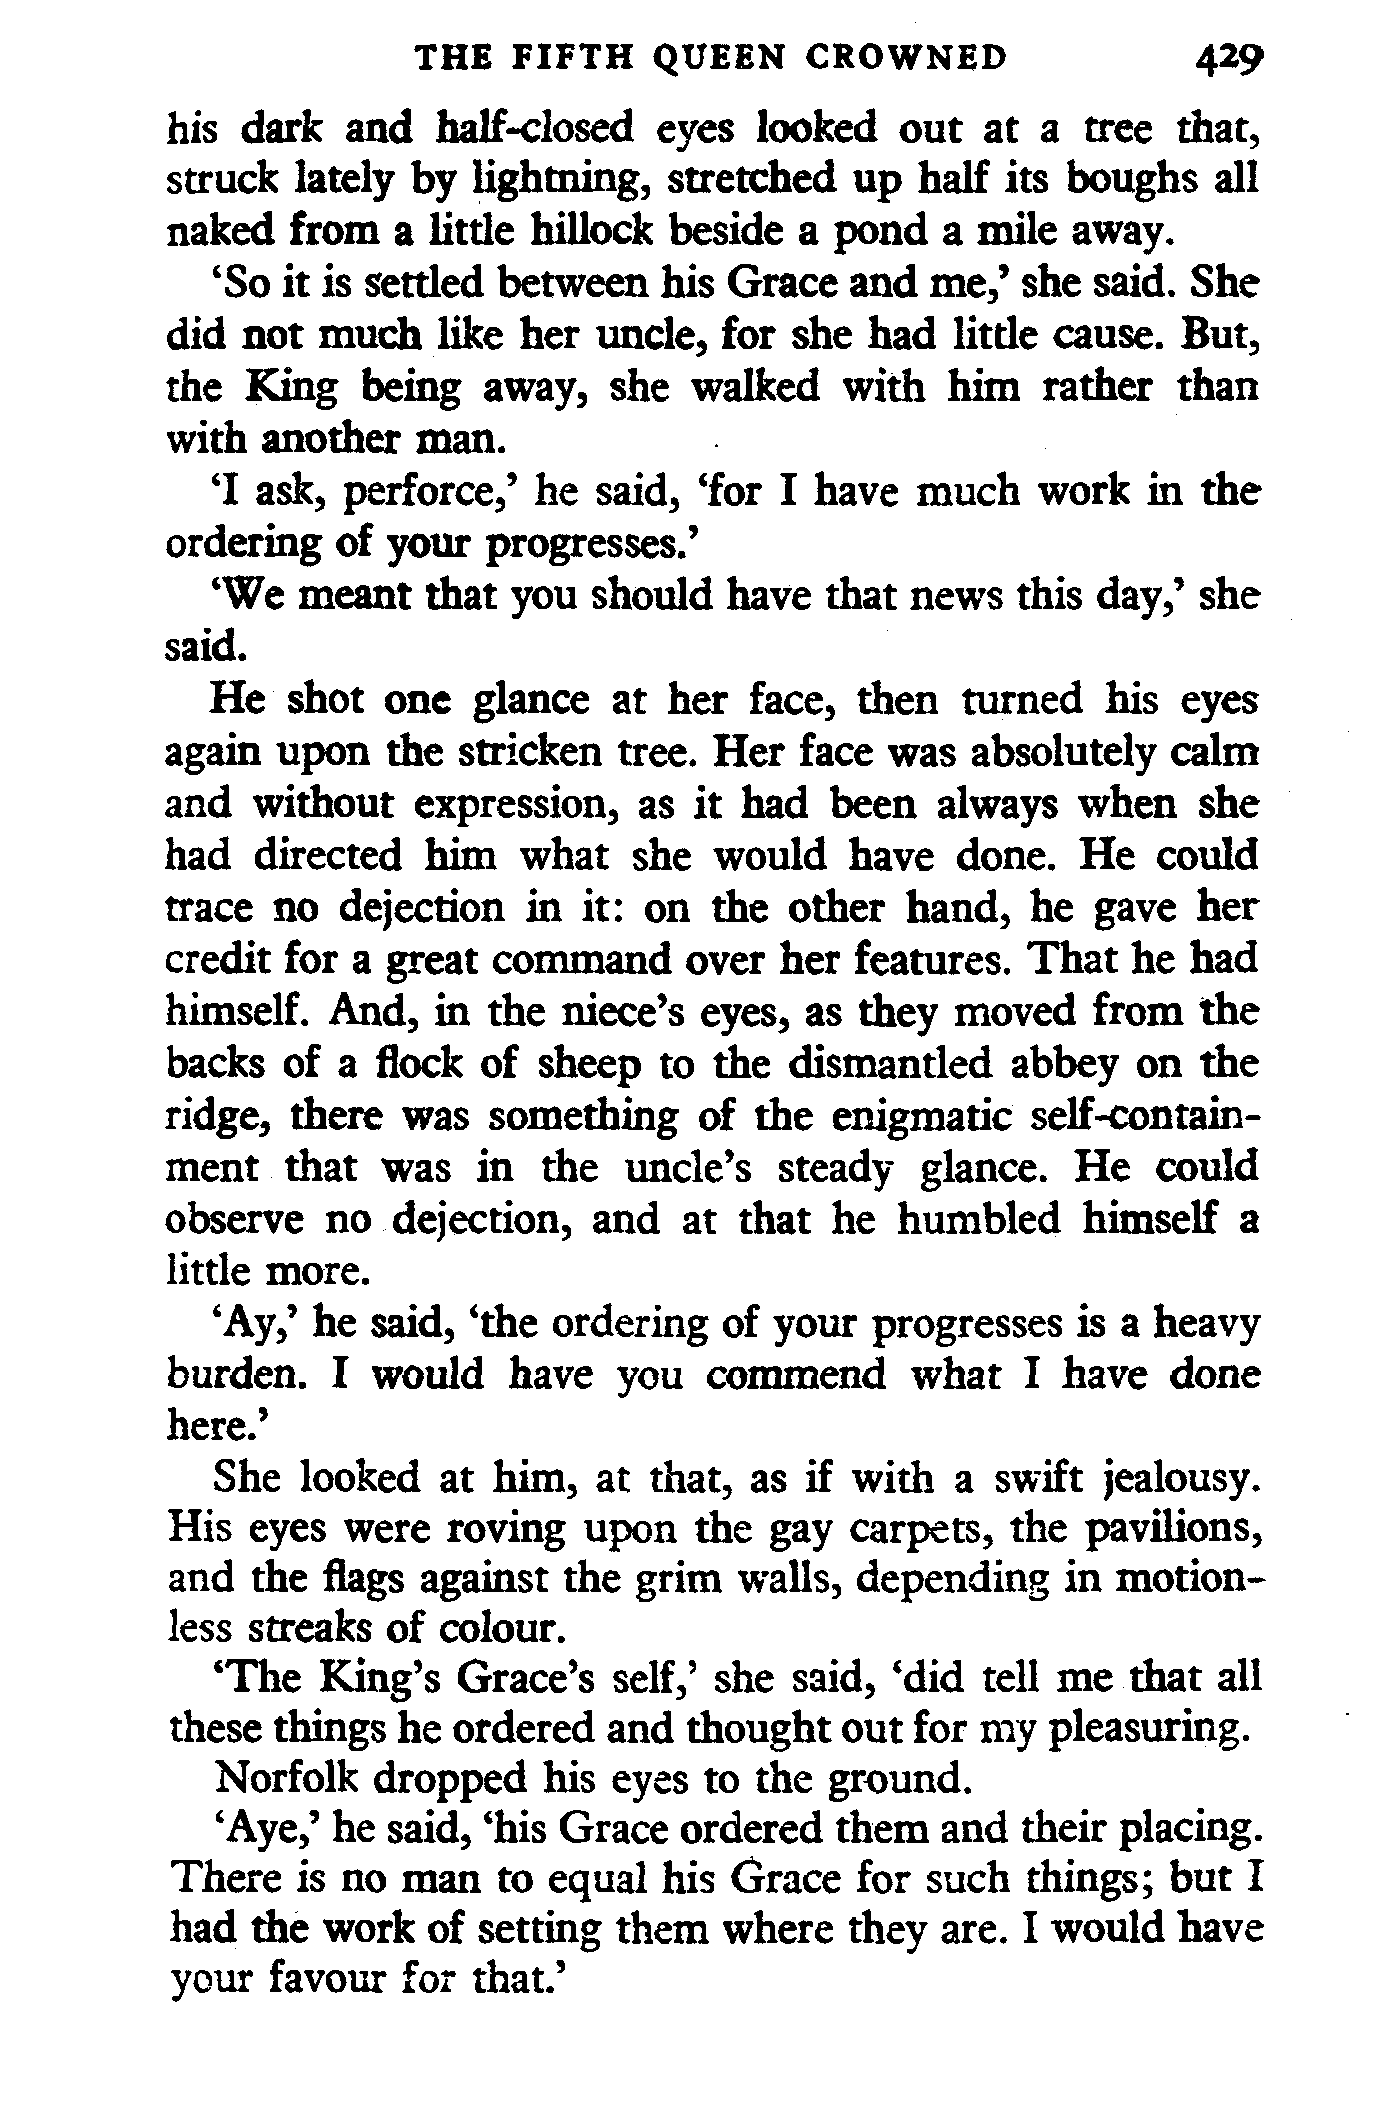 THE FIFTH QUEEN CROWNED 429
his dark and half-closed eyes looked out at a tree that,
struck lately by lightning, stretched up half its boughs all
naked from a little hillock beside a pond a mile away.
‘So it is settled between his Grace and me,’ she said. She
did not much like her uncle, for she had little cause. But,
the King being away, she walked with him rather than
with another man.
‘I ask, perforce,’ he said, ‘for I have much work in the
ordering of your progresses.’
‘We meant that you should have that news this day,’ she
said.
He shot one glance at her face, then turned his eyes
again upon the stricken tree. Her face was absolutely calm
and without expression, as it had been always when she
had directed him what she would have done. He could
trace no dejection in it: on the other hand, he gave her
credit for a great command over her features. That he had
himself. And, in the niece’s eyes, as they moved from the
backs of a flock of sheep to the dismantled abbey on the
ridge, there was something of the enigmatic self-contain-
ment that was in the uncle’s steady glance. He could
observe no dejection, and at that he humbled himself a
little more.
‘Ay,’ he said, ‘the ordering of your progresses is a heavy
burden. I would have you commend what I have done
here.’
She looked at him, at that, as if with a swift jealousy.
His eyes were roving upon the gay carpets, the pavilions,
and the flags against the grim walls, depending in motion-
less streaks of colour.
‘The King’s Grace’s self,’ she said, ‘did tell me that all
these things he ordered and thought out for my pleasuring.
Norfolk dropped his eyes to the ground.
‘Aye,’ he said, ‘his Grace ordered them and their placing.
There is no man to equal his Grace for such things; but I
had the work of setting them where they are. I would have
your favour for that.’